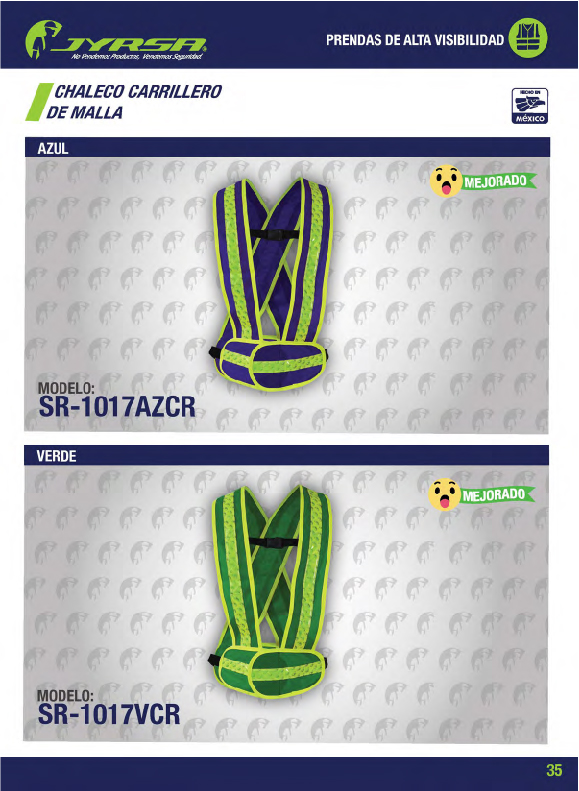 JYRSA
No Vendemos Productos, Vendemos Seguridad.
PRENDAS DE ALTA VISIBILIDAD
CHALECO CARRILLERO
DE MALLA
HECHO EN
MÉXICO
AZUL
MEJORADO
MODELO:
SR-1017AZCR
VERDE
MEJORADO
MODELO:
SR-1017VCR
35